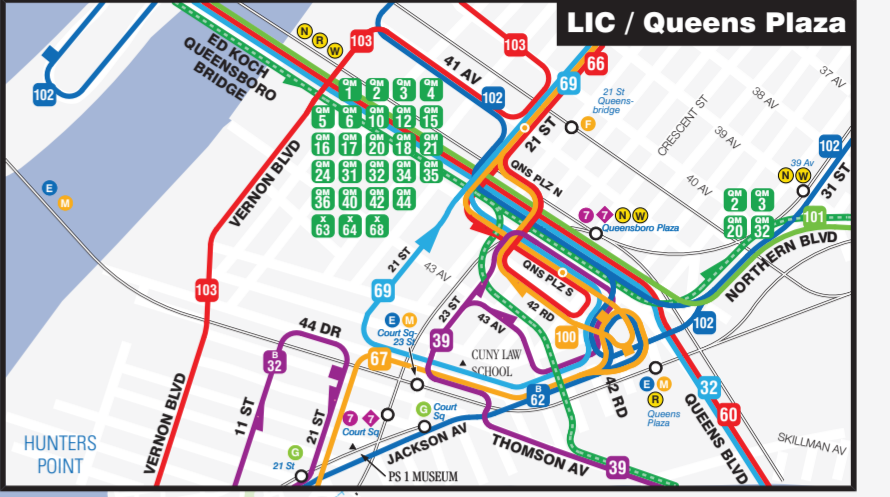 LIC / Queens Plaza
103
103
N R W
ED KOCH
QUEENSBORO
BRIDGE
41 AV
102
102
66
69
21 St
Queens-
bridge
F
21 ST
37 AV
38 AV
39 AV
40 AV
CRESCENT ST
102
39 Av
N W
31 ST
QM 1 QM 2 QM 3 QM 4
QM 5 QM 6 QM 10 QM 12 QM 15
QM 16 QM 17 QM 20 QM 18 QM 21
QM 24 QM 31 QM 32 QM 34 QM 35
QM 36 QM 40 QM 42 QM 44
X 63 X 64 X 68
VERNON BLVD
QNS PLZ N
E M
7 7 N W
Queensboro Plaza
QM 2 QM 3
QM 20 QM 32
101
NORTHERN BLVD
103
21 ST
43 AV
69
QNS PLZ S
42 RD
23 ST
43 AV
100
102
44 DR
E M
Court Sq-
23 St
39
CUNY LAW
SCHOOL
B 32
67
B 62
42 RD
E M
R
Queens
Plaza
32
60
QUEENS BLVD
VERNON BLVD
11 ST
21 ST
7 7
Court Sq
G
Court
Sq
JACKSON AV
THOMSON AV
39
SKILLMAN AV
HUNTERS
POINT
G
21 St
PS 1 MUSEUM